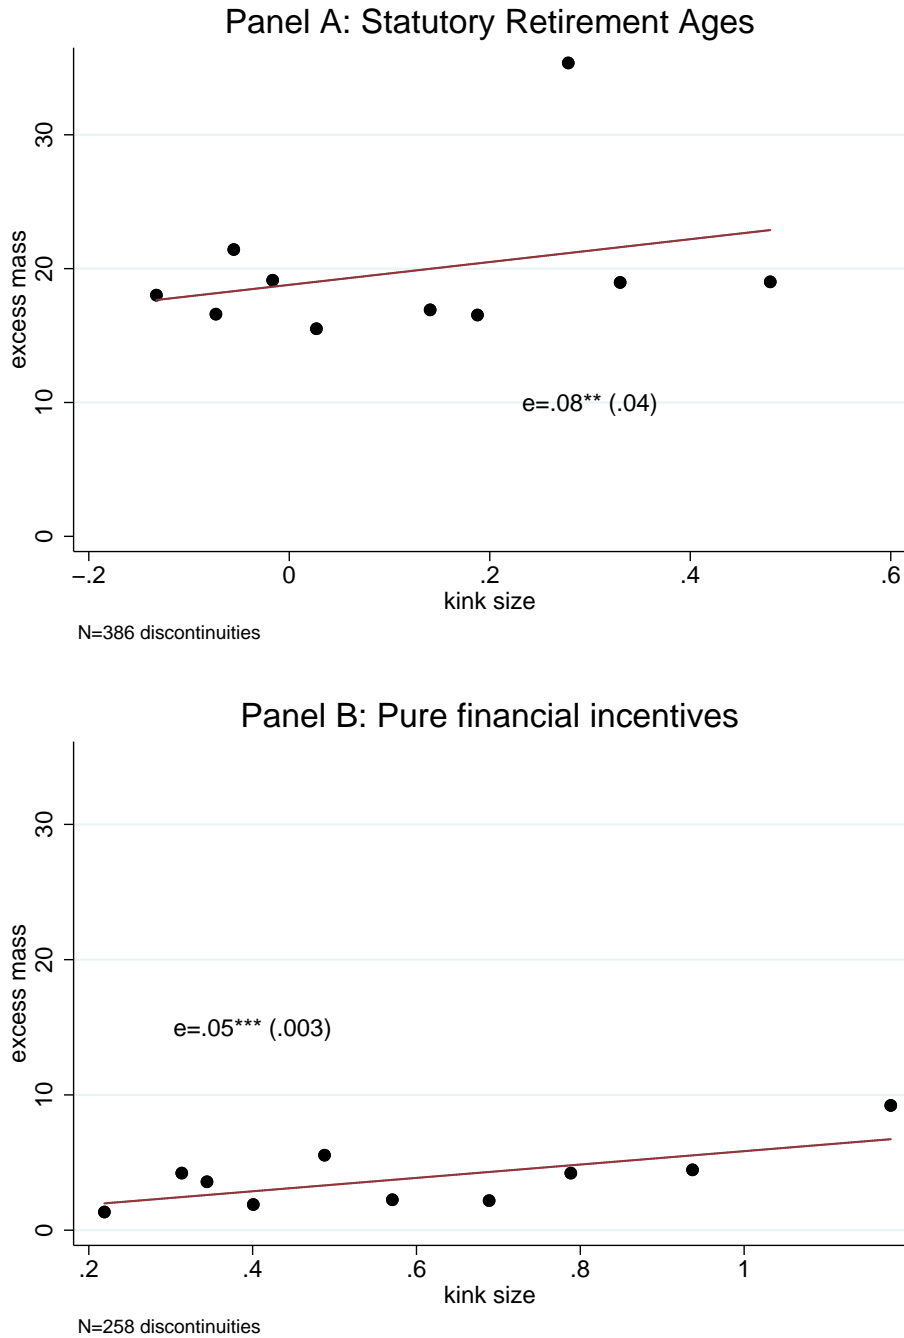 Panel A: Statutory Retirement Ages
excess mass
30
20
10
0
e=.08** (.04)
−.2 0 .2 .4 .6
kink size
N=386 discontinuities
Panel B: Pure financial incentives
excess mass
30
20
10
0
e=.05*** (.003)
.2 .4 .6 .8 1
kink size
N=258 discontinuities